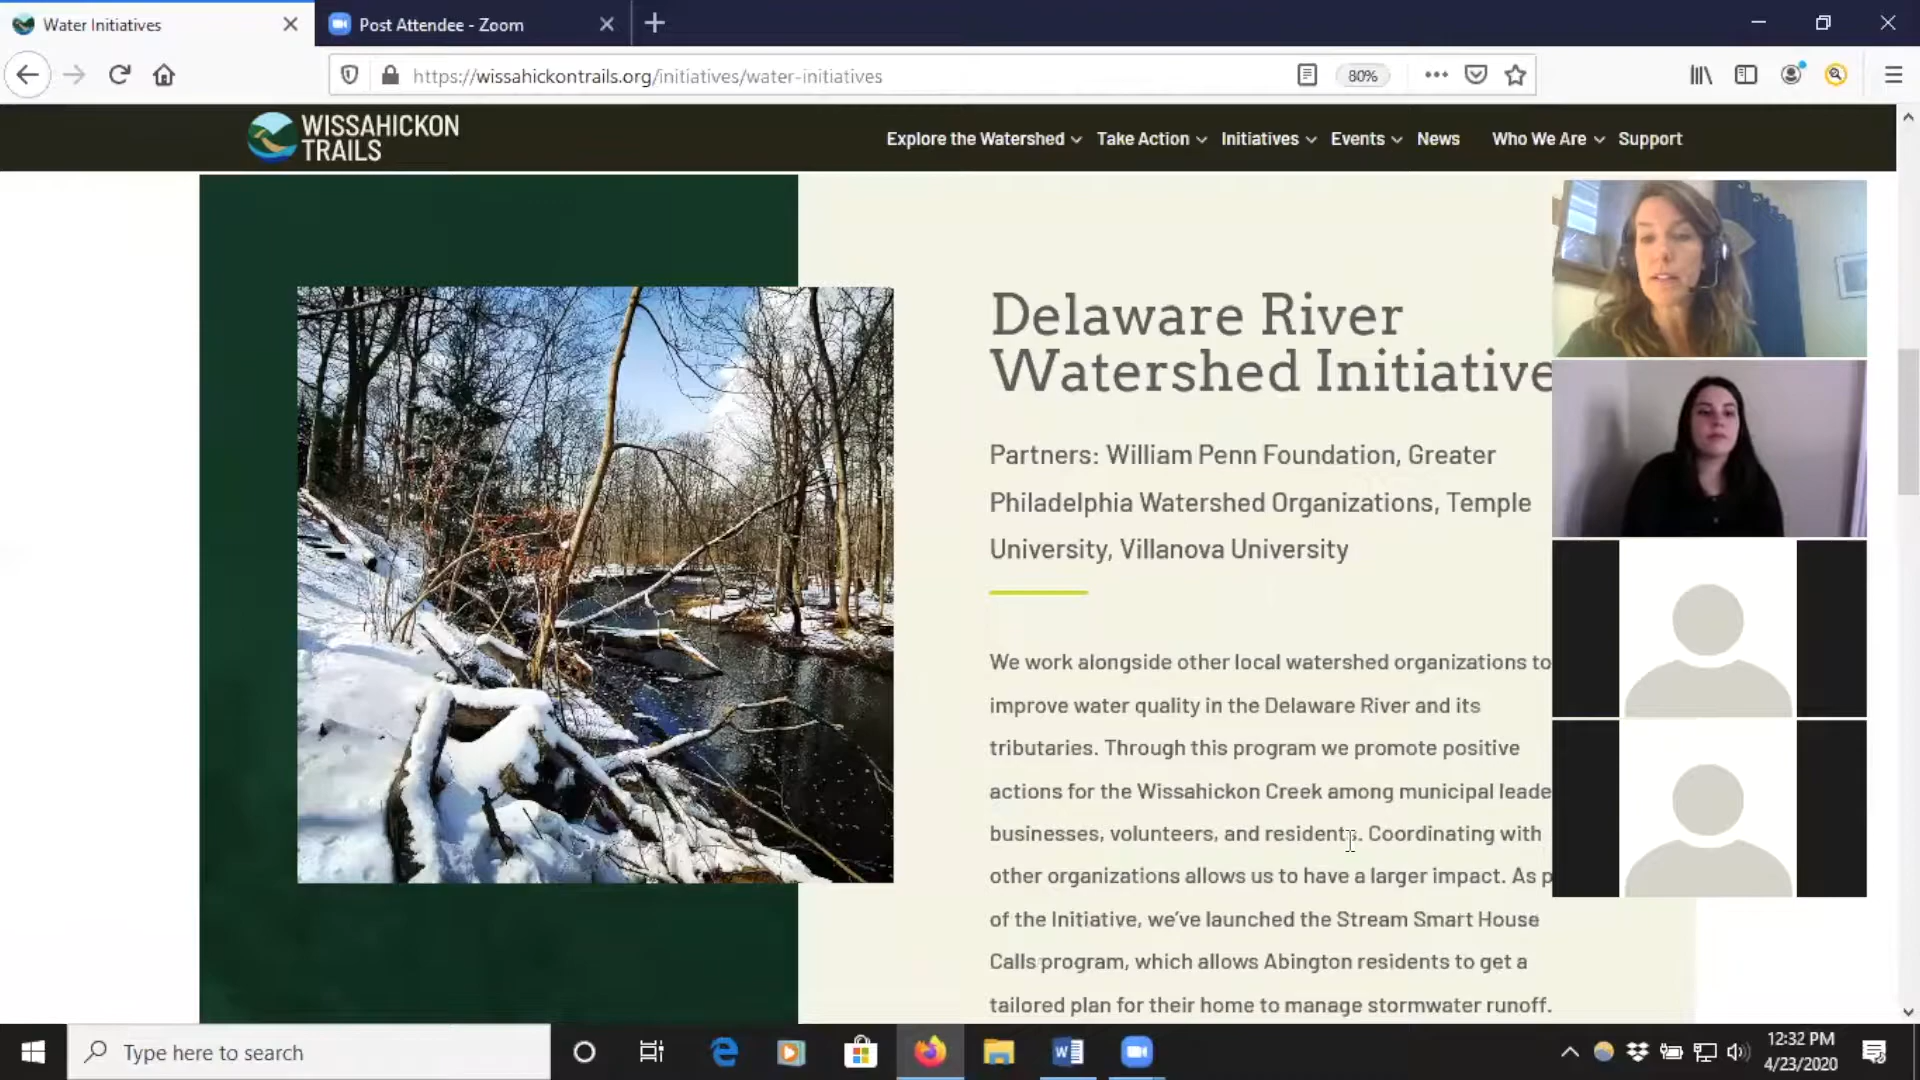 Water Initiatives
Post Attendee - Zoom
https://wissahickontrails.org/initiatives/water-initiatives
80%
WISSAHICKON
TRAILS
Explore the Watershed
Take Action
Initiatives
Events
News
Who We Are
Support
Delaware River
Watershed Initiative
Partners: William Penn Foundation, Greater
Philadelphia Watershed Organizations, Temple
University, Villanova University
We work alongside other local watershed organizations to
improve water quality in the Delaware River and its
tributaries. Through this program we promote positive
actions for the Wissahickon Creek among municipal leade
businesses, volunteers, and residents. Coordinating with
other organizations allows us to have a larger impact. As p
of the Initiative, we’ve launched the Stream Smart House
Calls program, which allows Abington residents to get a
tailored plan for their home to manage stormwater runoff.
Type here to search
12:32 PM
4/23/2020